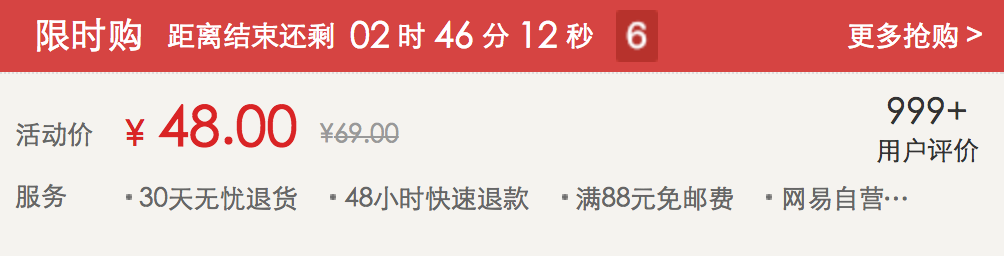 限时购 距离结束还剩 02 时 46 分 12 秒 6 更多抢购 >
活动价 ¥ 48.00 ¥69.00 999+
用户评价
服务 · 30天无忧退货 · 48小时快速退款 · 满88元免邮费 · 网易自营…